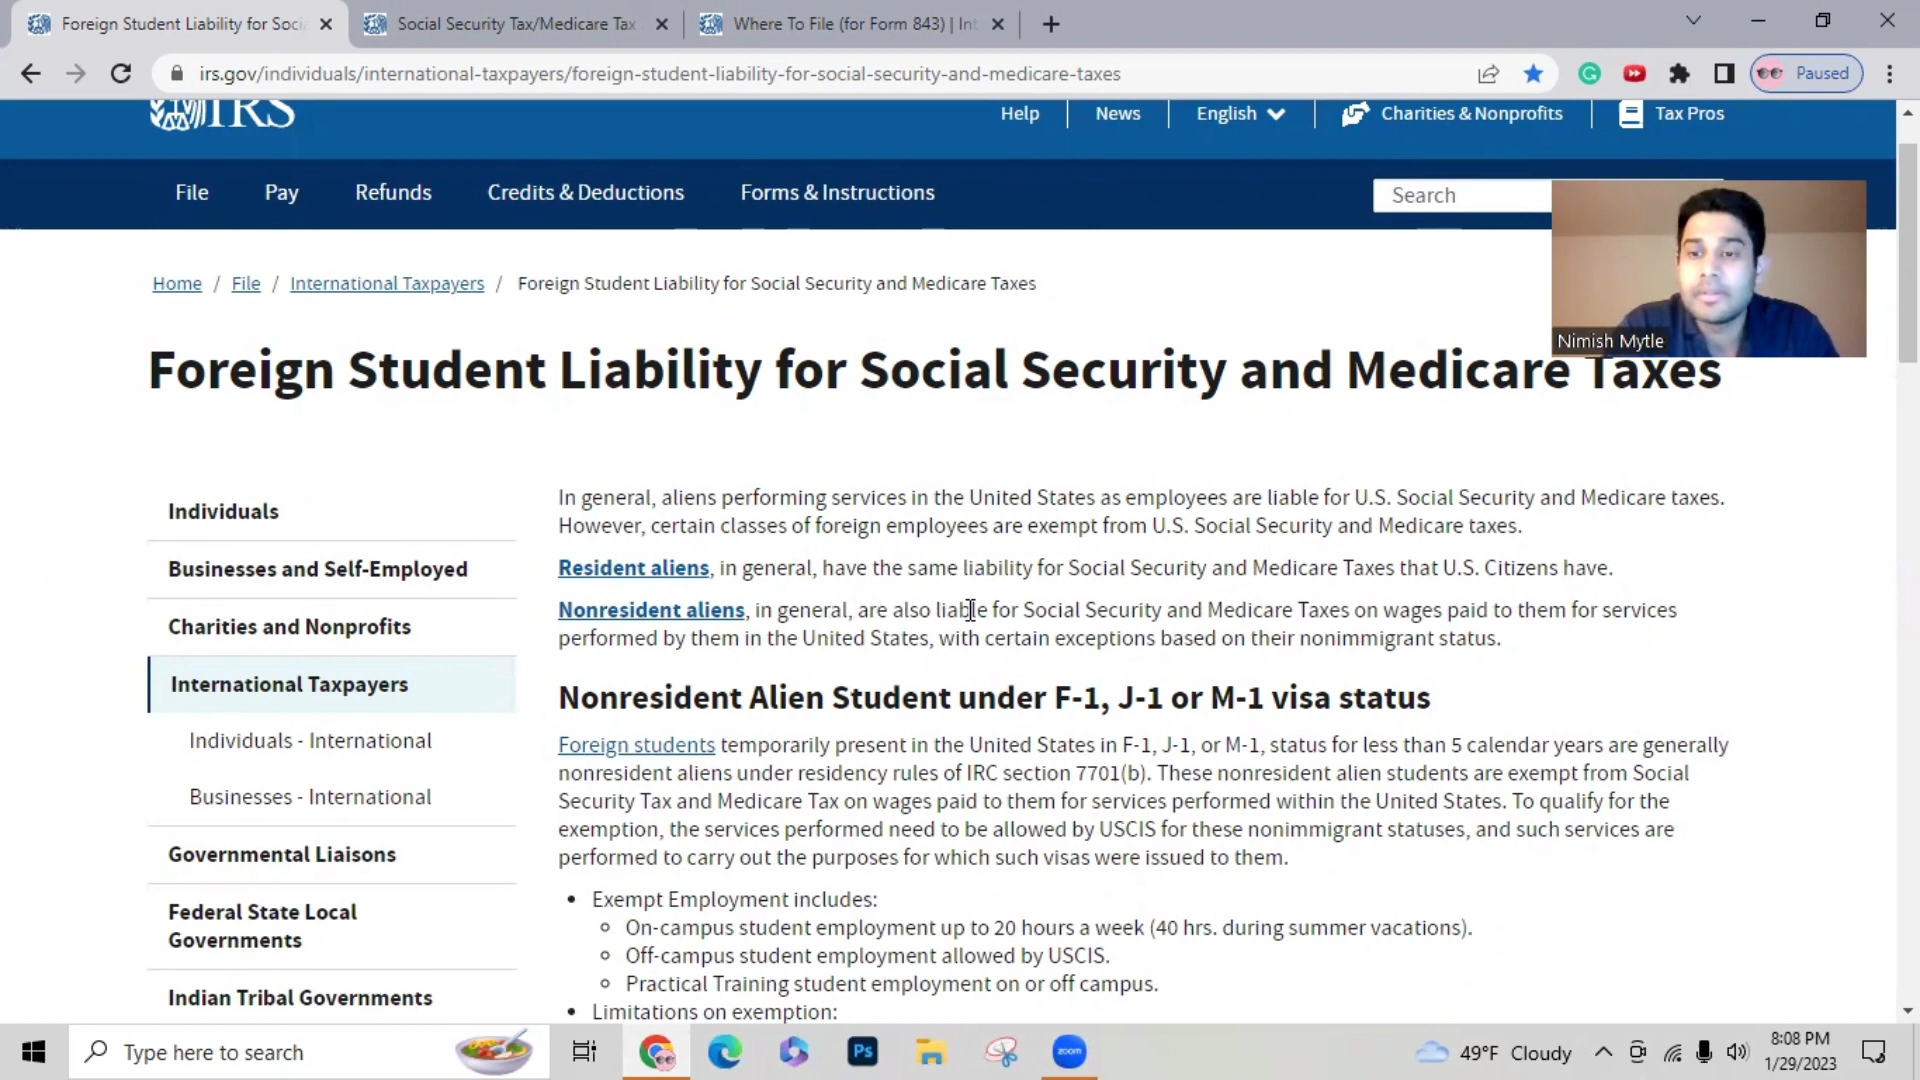 Foreign Student Liability for Soci
Social Security Tax/Medicare Tax
Where To File (for Form 843) | Int
irs.gov/individuals/international-taxpayers/foreign-student-liability-for-social-security-and-medicare-taxes
Paused
IRS
Help
News
English
Charities & Nonprofits
Tax Pros
File
Pay
Refunds
Credits & Deductions
Forms & Instructions
Search
Nimish Mytle
Home / File / International Taxpayers / Foreign Student Liability for Social Security and Medicare Taxes
Foreign Student Liability for Social Security and Medicare Taxes
Individuals
Businesses and Self-Employed
Charities and Nonprofits
International Taxpayers
Individuals - International
Businesses - International
Governmental Liaisons
Federal State Local
Governments
Indian Tribal Governments
In general, aliens performing services in the United States as employees are liable for U.S. Social Security and Medicare taxes.
However, certain classes of foreign employees are exempt from U.S. Social Security and Medicare taxes.
Resident aliens, in general, have the same liability for Social Security and Medicare Taxes that U.S. Citizens have.
Nonresident aliens, in general, are also liable for Social Security and Medicare Taxes on wages paid to them for services
performed by them in the United States, with certain exceptions based on their nonimmigrant status.
Nonresident Alien Student under F-1, J-1 or M-1 visa status
Foreign students temporarily present in the United States in F-1, J-1, or M-1, status for less than 5 calendar years are generally
nonresident aliens under residency rules of IRC section 7701(b). These nonresident alien students are exempt from Social
Security Tax and Medicare Tax on wages paid to them for services performed within the United States. To qualify for the
exemption, the services performed need to be allowed by USCIS for these nonimmigrant statuses, and such services are
performed to carry out the purposes for which such visas were issued to them.
• Exempt Employment includes:
On-campus student employment up to 20 hours a week (40 hrs. during summer vacations).
Off-campus student employment allowed by USCIS.
Practical Training student employment on or off campus.
• Limitations on exemption:
Type here to search
Ps
zoom
49°F Cloudy
8:08 PM
1/29/2023